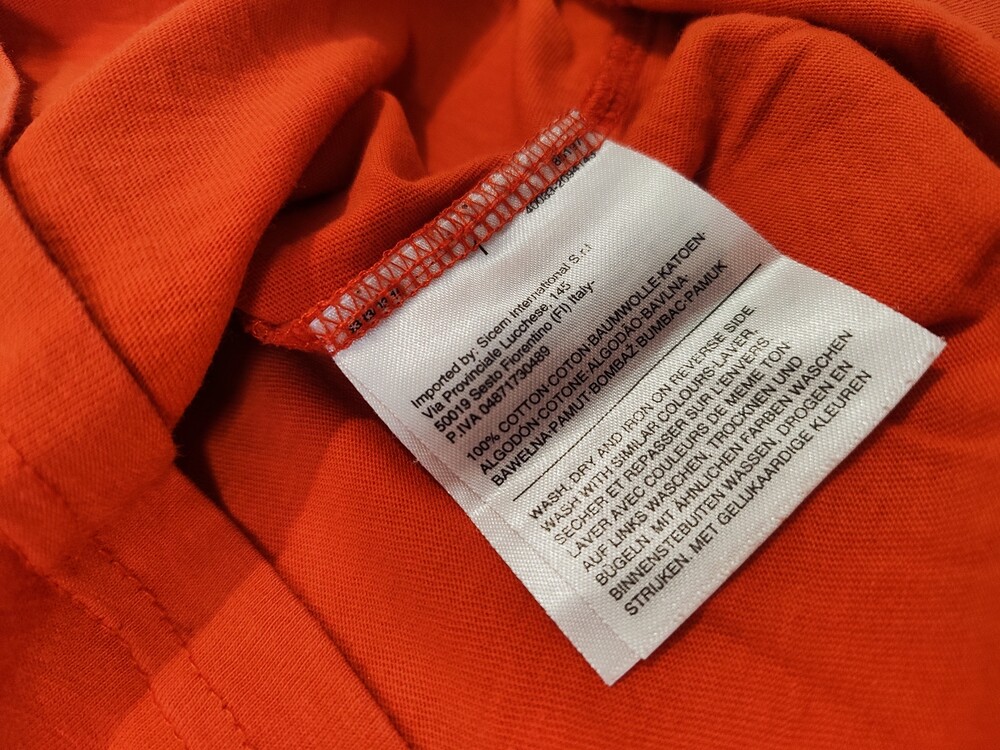 Imported by: Sicem International S.r.l
Via Provinciale Lucchese, 145
50019 Sesto Fiorentino (FI) Italy-
P.IVA 04871730489
100% COTTON-COTTON-BAUMWOLLE-KATOEN-
ALGODÓN-COTONE-ALGODÃO-BAVLNA-
BAWEŁNA-PAMUT-BOMBAŽ BUMBAC-PAMUK
WASH, DRY AND IRON ON REVERSE SIDE
WASH WITH SIMILAR COLOURS-LAVER,
SECHER ET REPASSER SUR L'ENVERS
LAVER AVEC COULEURS DE MEME TON
AUF LINKS WASCHEN, TROCKNEN UND
BÜGELN. MIT ÄHNLICHEN FARBEN WASCHEN
BINNENSTEBUITEN WASSEN, DROGEN EN
STRIJKEN. MET GELIJKAARDIGE KLEUREN